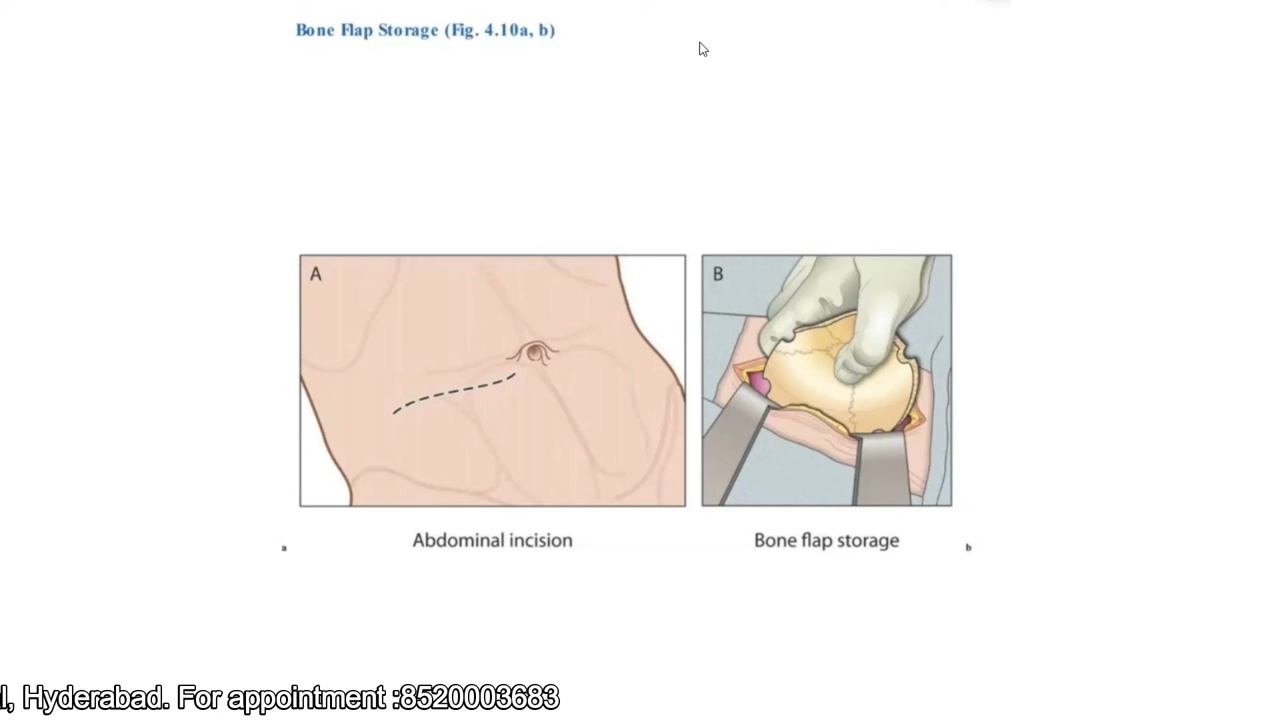 Bone Flap Storage (Fig. 4.10a, b)
A
B
Abdominal incision
Bone flap storage
a
b
l, Hyderabad. For appointment :8520003683